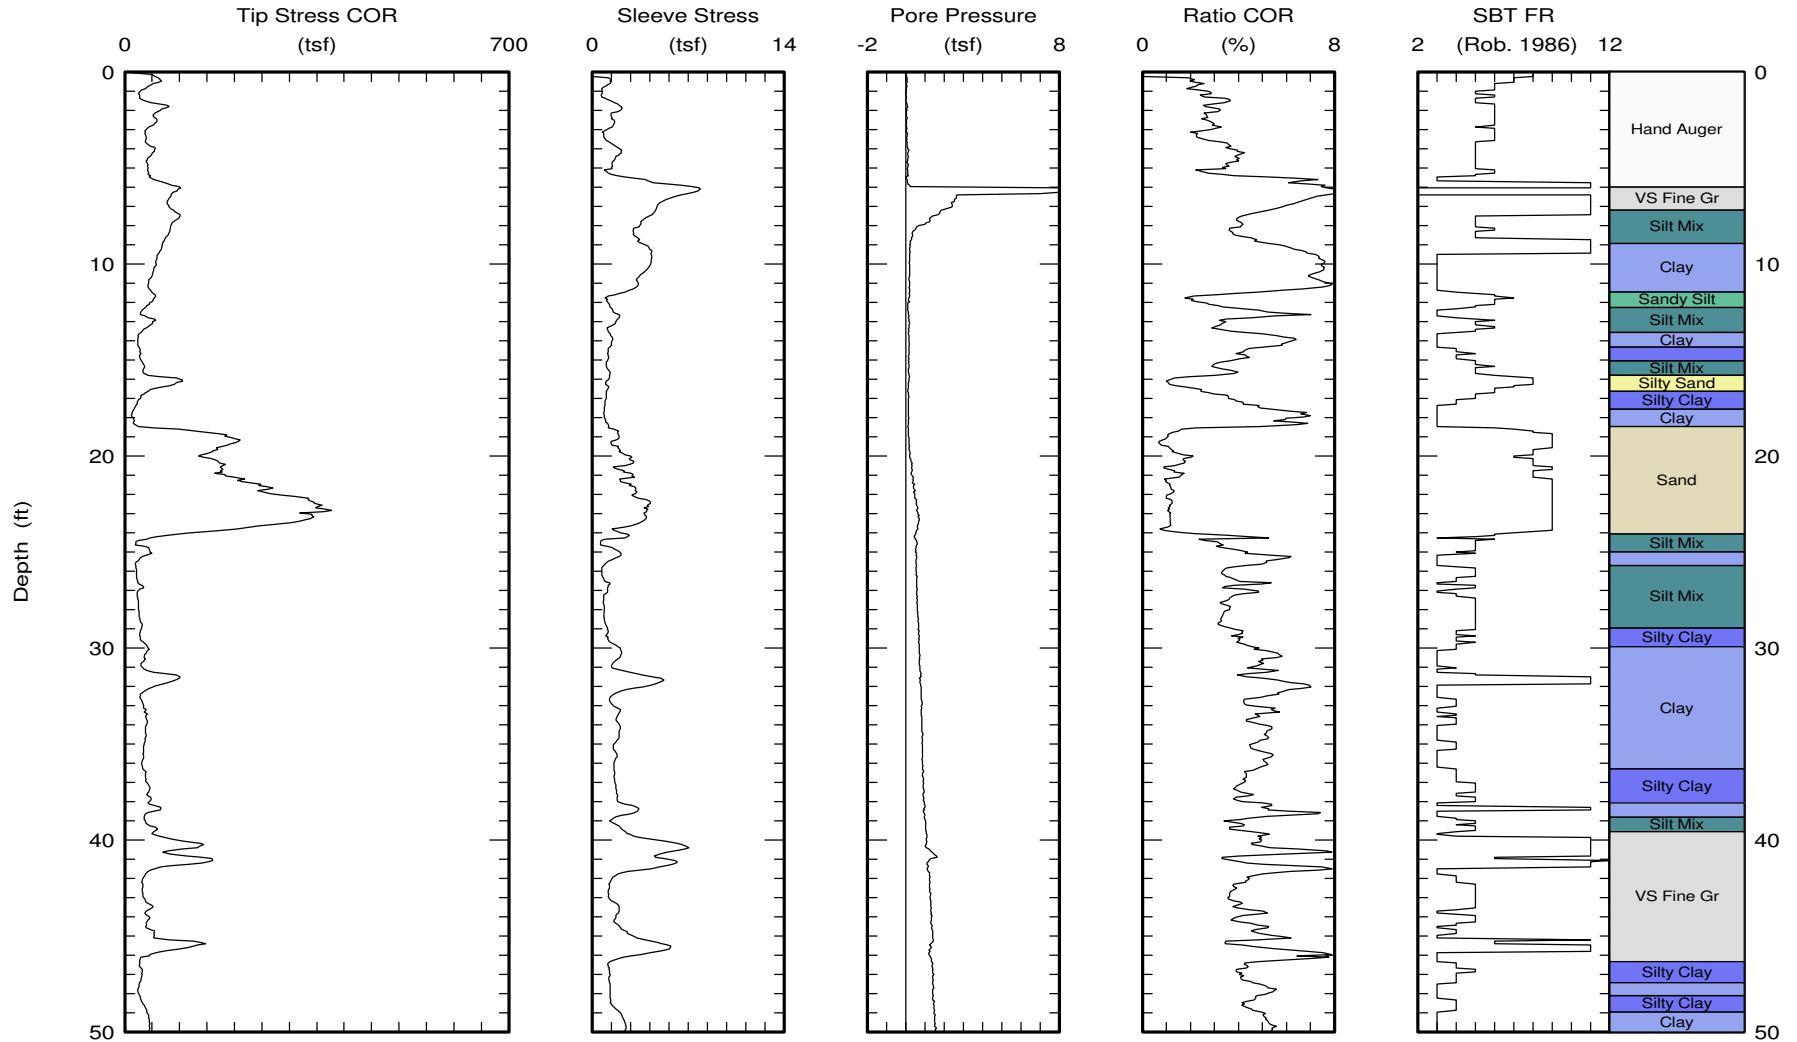 Tip Stress COR
0 (tsf) 700
Sleeve Stress
0 (tsf) 14
Pore Pressure
-2 (tsf) 8
Ratio COR
0 (%) 8
SBT FR
2 (Rob. 1986) 12
Depth (ft)
0
10
20
30
40
50
Hand Auger
VS Fine Gr
Silt Mix
Clay
Sandy Silt
Silt Mix
Clay
Silt Mix
Silty Sand
Silty Clay
Clay
Sand
Silt Mix
Silt Mix
Silty Clay
Clay
Silty Clay
Silt Mix
VS Fine Gr
Silty Clay
Silty Clay
Clay
0
10
20
30
40
50